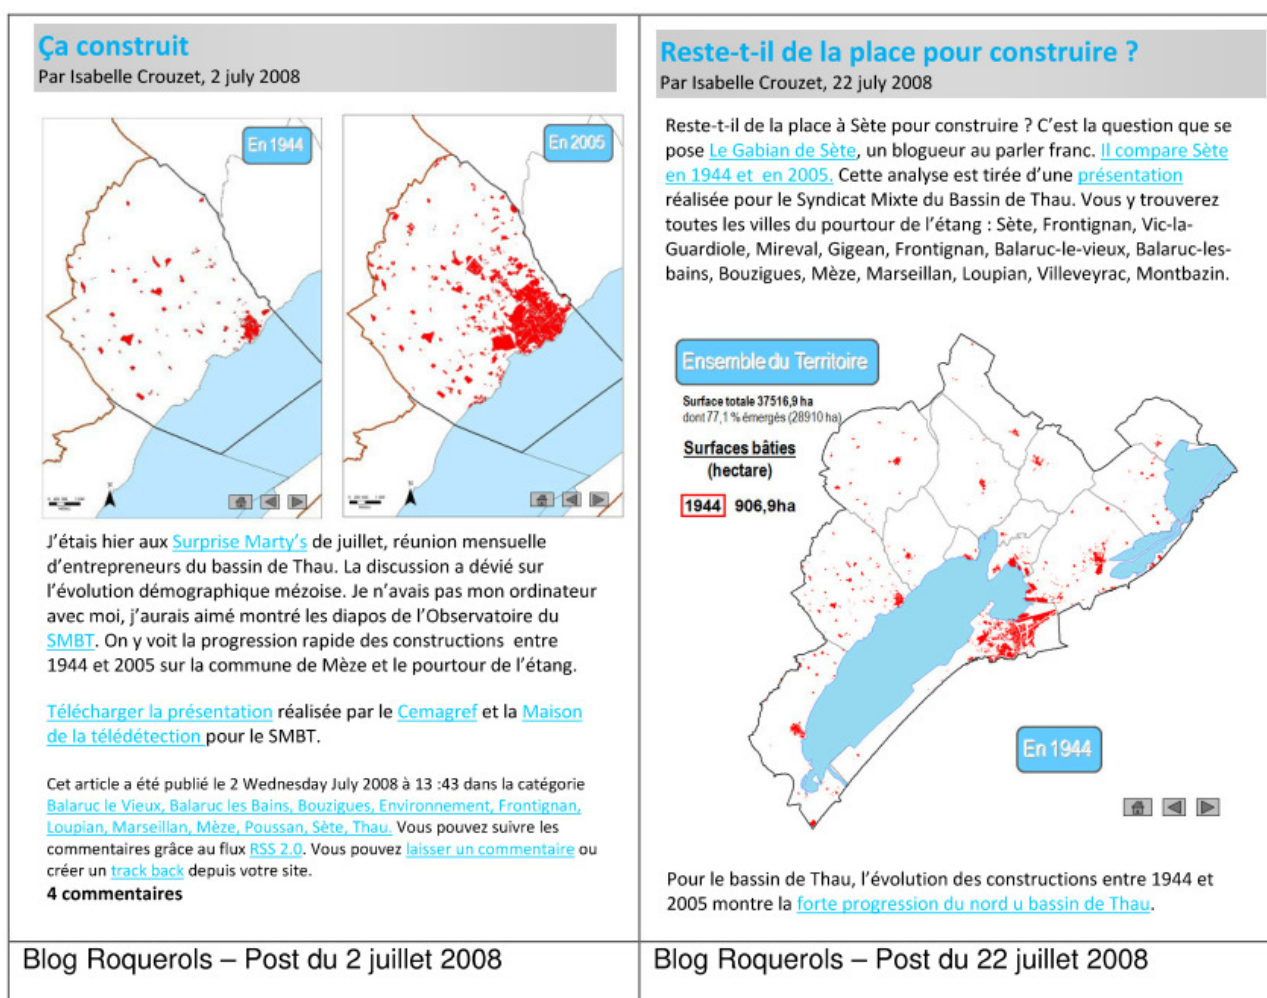 Ça construit
Par Isabelle Crouzet, 2 july 2008
En 1944
En 2005
J’étais hier aux Surprise Marty’s de juillet, réunion mensuelle
d’entrepreneurs du bassin de Thau. La discussion a dévié sur
l’évolution démographique mézoise. Je n’avais pas mon ordinateur
avec moi, j’aurais aimé montré les diapos de l’Observatoire du
SMBT. On y voit la progression rapide des constructions entre
1944 et 2005 sur la commune de Mèze et le pourtour de l’étang.
Télécharger la présentation réalisée par le Cemagref et la Maison
de la télédétection pour le SMBT.
Cet article a été publié le 2 Wednesday July 2008 à 13 :43 dans la catégorie
Balaruc le Vieux, Balaruc les Bains, Bouzigues, Environnement, Frontignan,
Loupian, Marseillan, Mèze, Poussan, Sète, Thau. Vous pouvez suivre les
commentaires grâce au flux RSS 2.0. Vous pouvez laisser un commentaire ou
créer un track back depuis votre site.
4 commentaires
Blog Roquerols – Post du 2 juillet 2008
Reste-t-il de la place pour construire ?
Par Isabelle Crouzet, 22 july 2008
Reste-t-il de la place à Sète pour construire ? C’est la question que se
pose Le Gabian de Sète, un blogueur au parler franc. Il compare Sète
en 1944 et en 2005. Cette analyse est tirée d’une présentation
réalisée pour le Syndicat Mixte du Bassin de Thau. Vous y trouverez
toutes les villes du pourtour de l’étang : Sète, Frontignan, Vic-la-
Guardiole, Mireval, Gigean, Frontignan, Balaruc-le-vieux, Balaruc-les-
bains, Bouzigues, Mèze, Marseillan, Loupian, Villeveyrac, Montbazin.
Ensemble du Territoire
Surface totale 37516,9 ha
dont 77,1 % émergés (28910 ha)
Surfaces bâties
(hectare)
1944 906,9ha
En 1944
Pour le bassin de Thau, l’évolution des constructions entre 1944 et
2005 montre la forte progression du nord u bassin de Thau.
Blog Roquerols – Post du 22 juillet 2008